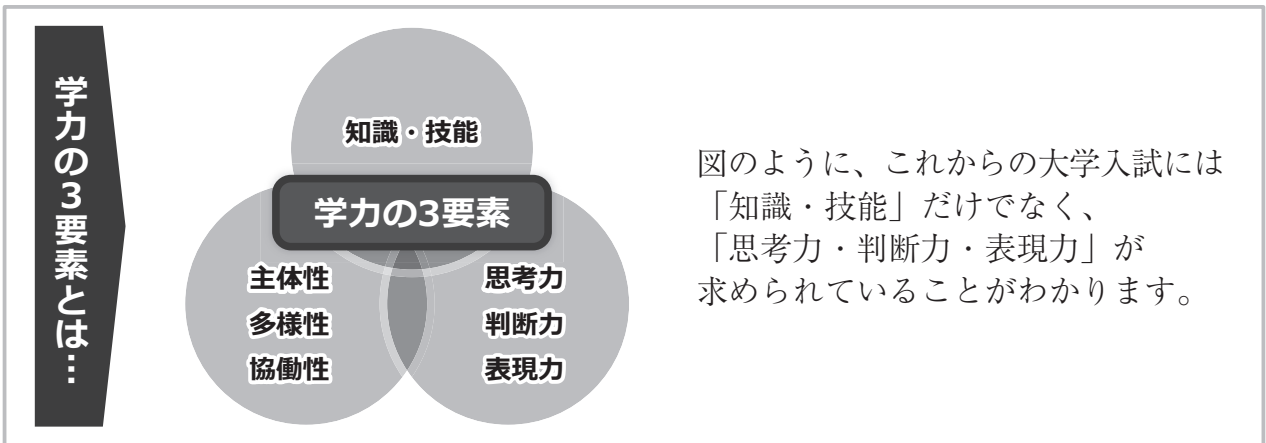 学力の3要素とは…
知識・技能
学力の3要素
主体性
多様性
協働性
思考力
判断力
表現力
図のように、これからの大学入試には
「知識・技能」だけでなく、
「思考力・判断力・表現力」が
求められていることがわかります。